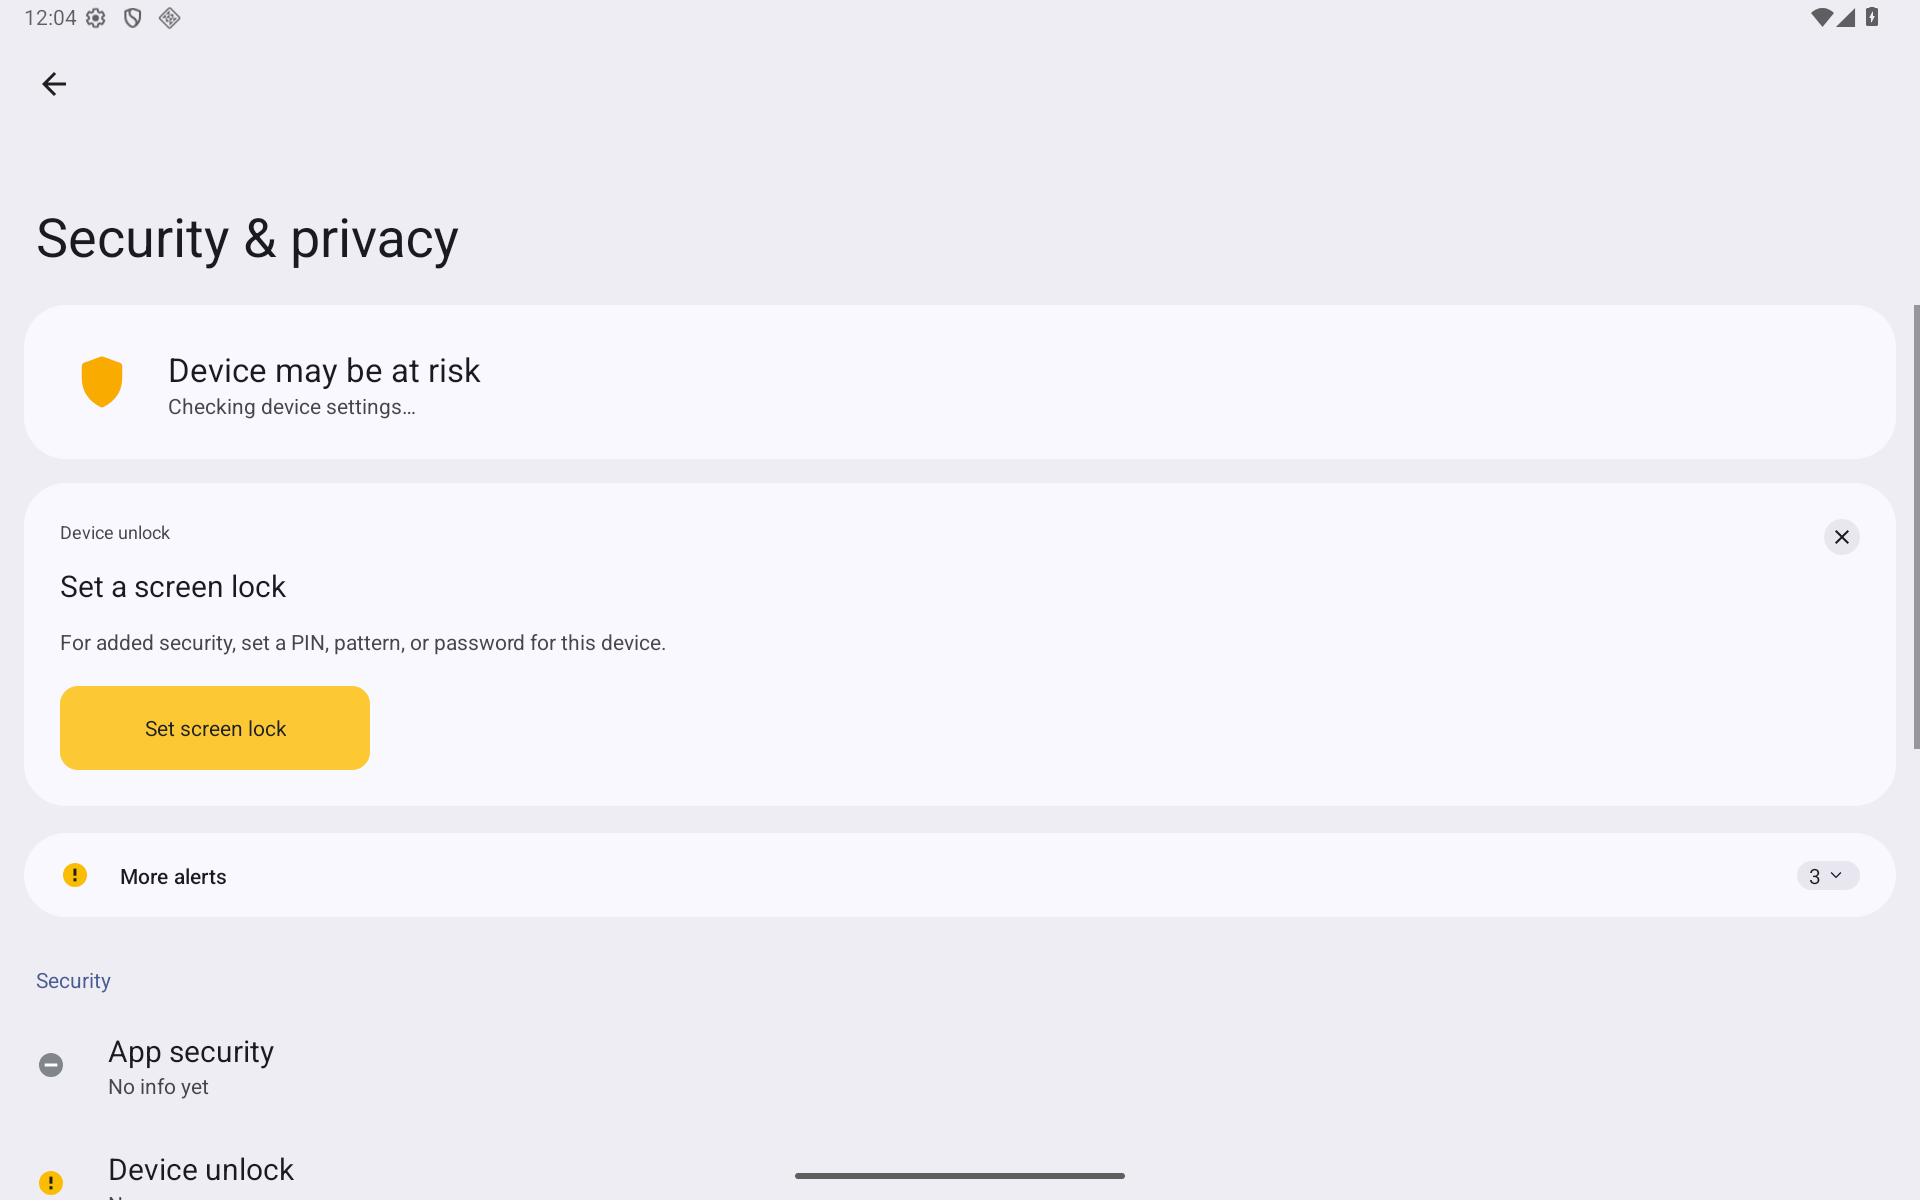 12:04
Security & privacy
Device may be at risk
Checking device settings…
Device unlock
Set a screen lock
For added security, set a PIN, pattern, or password for this device.
Set screen lock
More alerts
3
Security
App security
No info yet
Device unlock